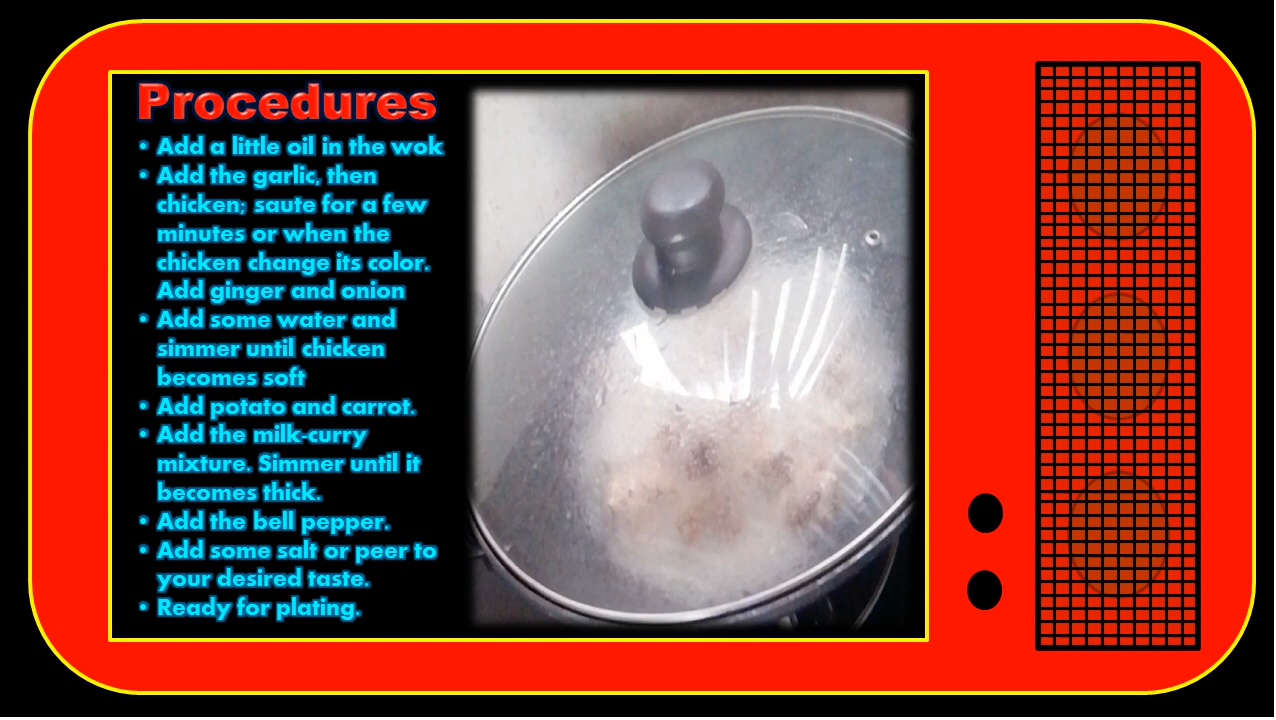 Procedures
• Add a little oil in the wok
• Add the garlic, then
chicken; saute for a few
minutes or when the
chicken change its color.
Add ginger and onion
• Add some water and
simmer until chicken
becomes soft
• Add potato and carrot.
• Add the milk-curry
mixture. Simmer until it
becomes thick.
• Add the bell pepper.
• Add some salt or peer to
your desired taste.
• Ready for plating.